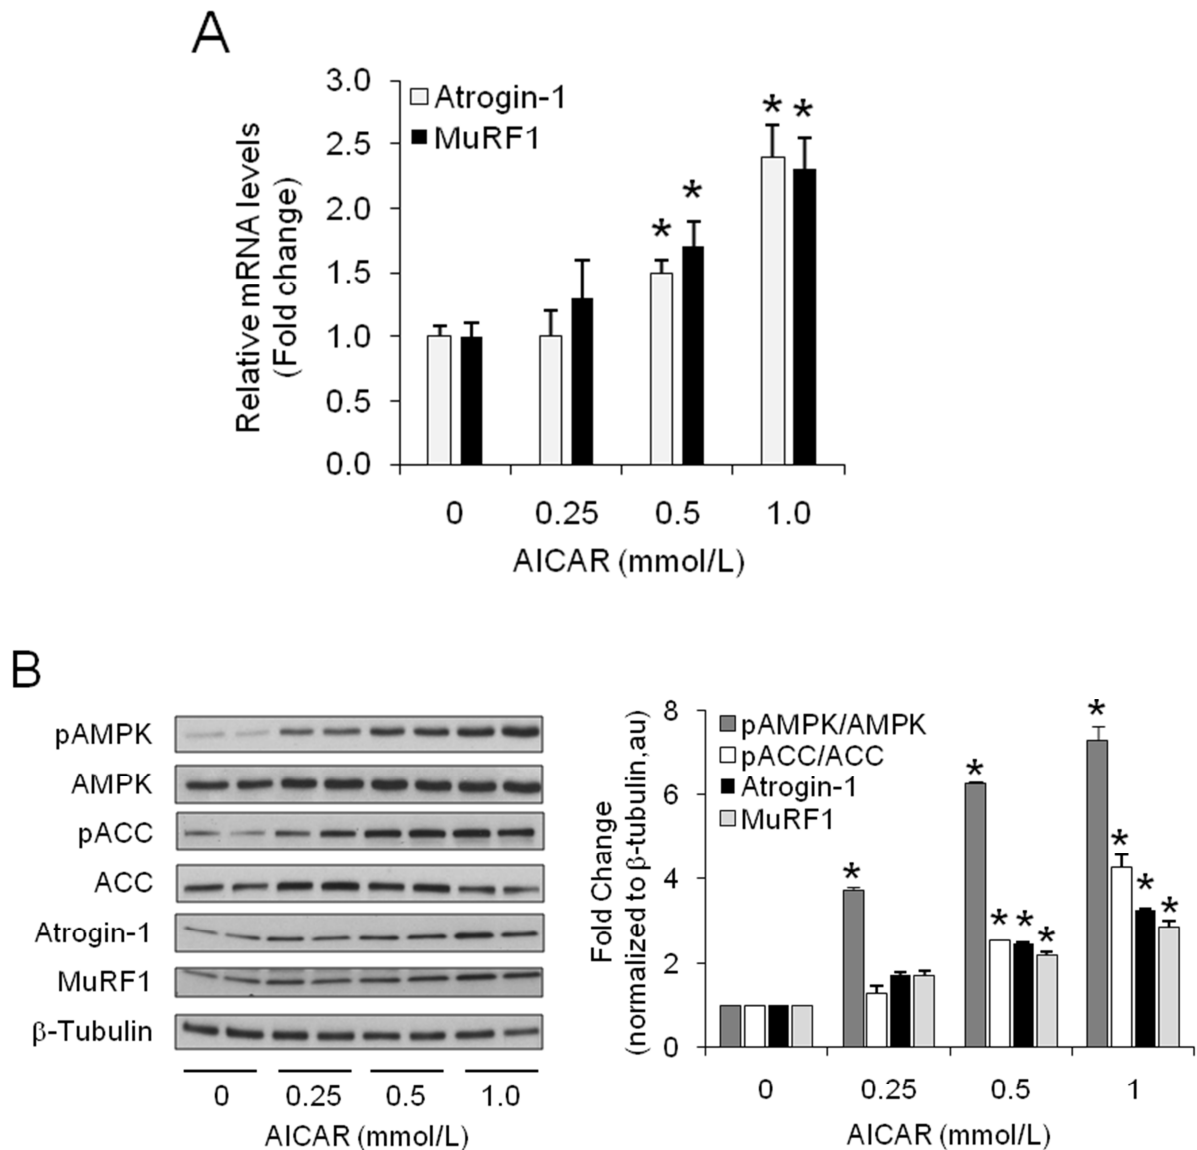 A
Relative mRNA levels
(Fold change)
3.0
2.5
2.0
1.5
1.0
0.5
0.0
Atrogin-1
MuRF1
* *
* *
0 0.25 0.5 1.0
AICAR (mmol/L)
B
pAMPK
AMPK
pACC
ACC
Atrogin-1
MuRF1
β-Tubulin
0 0.25 0.5 1.0
AICAR (mmol/L)
Fold Change
(normalized to β-tubulin,au)
8
6
4
2
0
pAMPK/AMPK
pACC/ACC
Atrogin-1
MuRF1
*
* * * *
* * * *
0 0.25 0.5 1
AICAR (mmol/L)